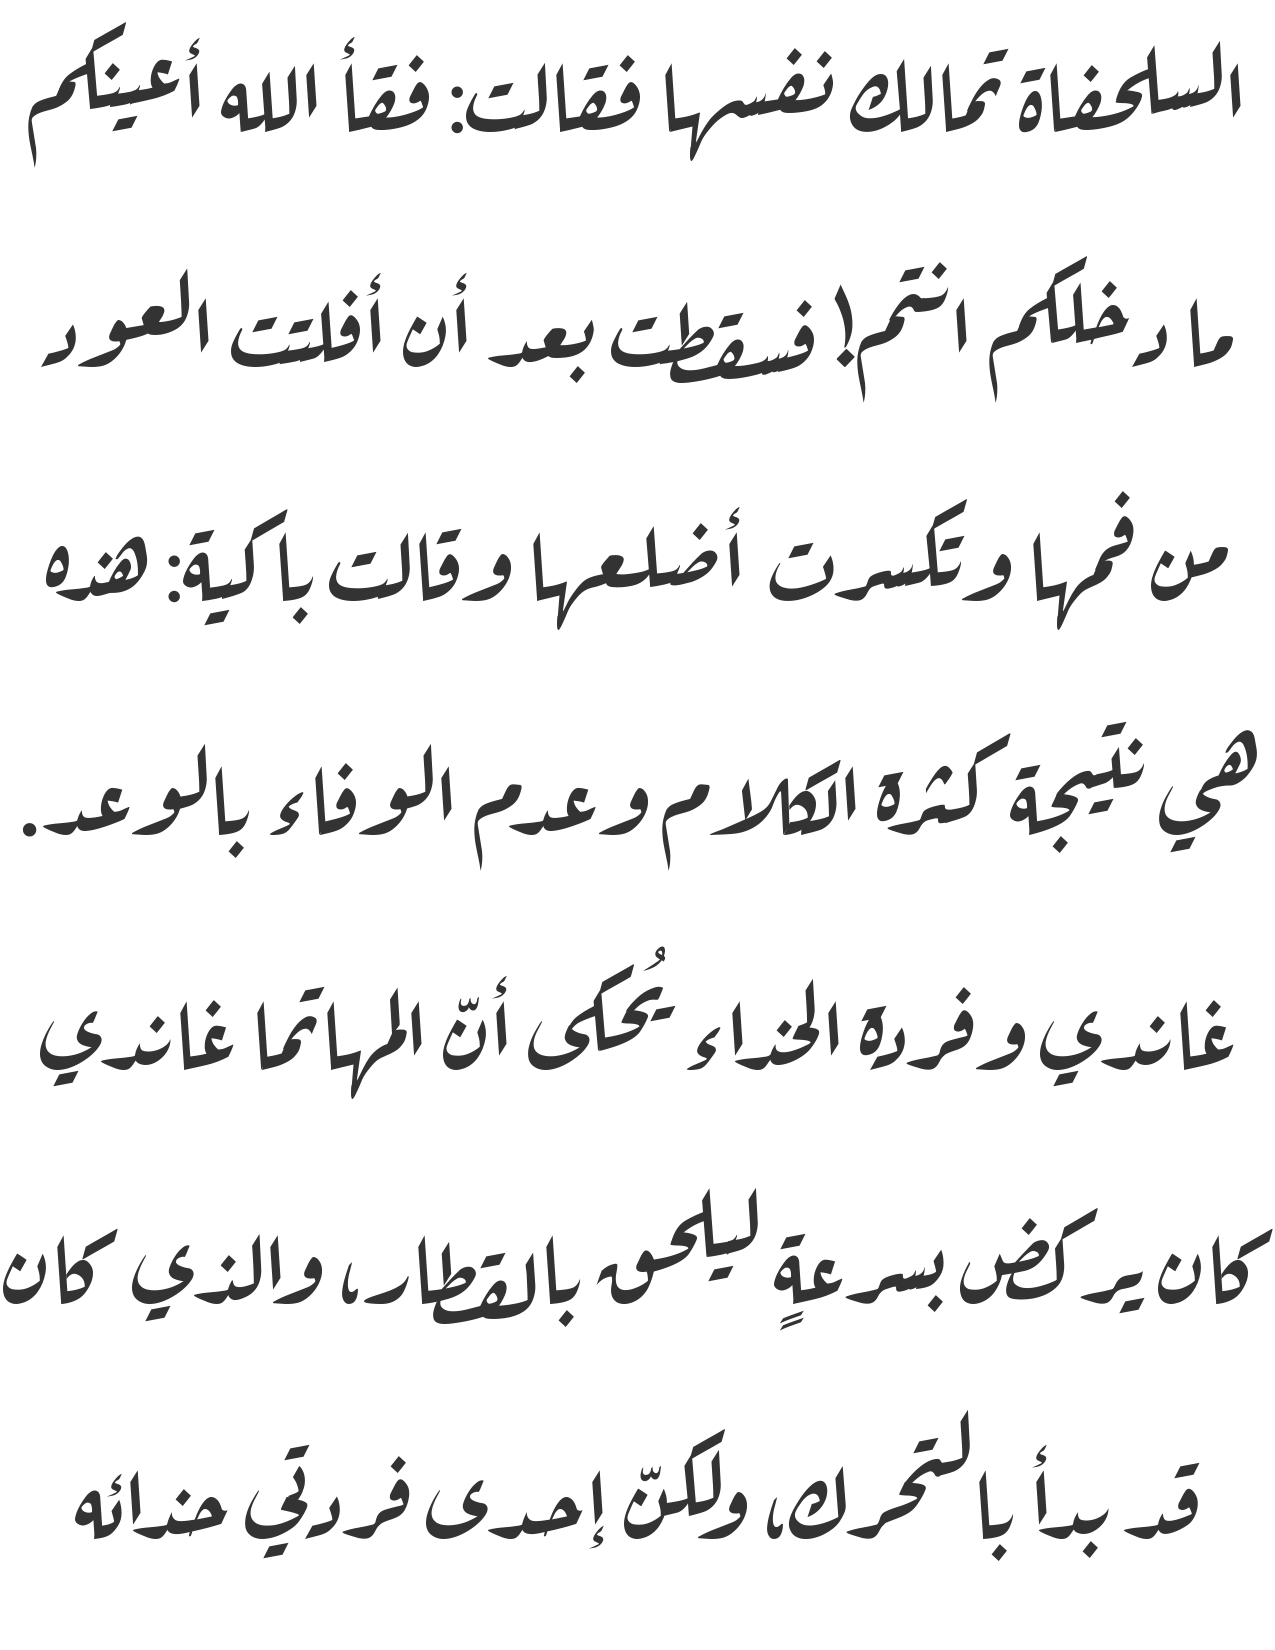 السلحفاة تمالك نفسها فقالت: فقأ الله أعينكم
ما دخلكم انتم! فسقطت بعد أن أفلتت العود
من فمها وتكسرت أضلعها وقالت باكية: هذه
هي نتيجة كثرة الكلام وعدم الوفاء بالوعد.
غاندي وفردة الحذاء يُحكى أنّ المهاتما غاندي
كان يركض بسرعةٍ ليلحق بالقطار، والذي كان
قد بدأ بالتحرك، ولكنّ إحدى فردتي حذائه